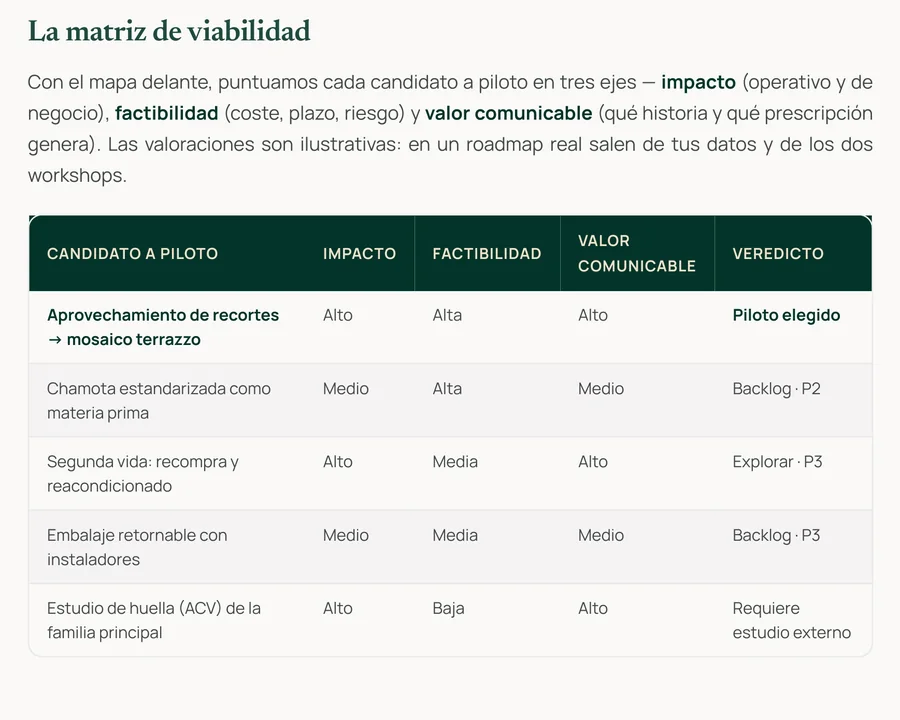 La matriz de viabilidad
Con el mapa delante, puntuamos cada candidato a piloto en tres ejes — impacto (operativo y de
negocio), factibilidad (coste, plazo, riesgo) y valor comunicable (qué historia y qué prescripción
genera). Las valoraciones son ilustrativas: en un roadmap real salen de tus datos y de los dos
workshops.
CANDIDATO A PILOTO IMPACTO FACTIBILIDAD VALOR COMUNICABLE VEREDICTO
Aprovechamiento de recortes → mosaico terrazzo Alto Alta Alto Piloto elegido
Chamota estandarizada como materia prima Medio Alta Medio Backlog · P2
Segunda vida: recompra y reacondicionado Alto Media Alto Explorar · P3
Embalaje retornable con instaladores Medio Media Medio Backlog · P3
Estudio de huella (ACV) de la familia principal Alto Baja Alto Requiere estudio externo